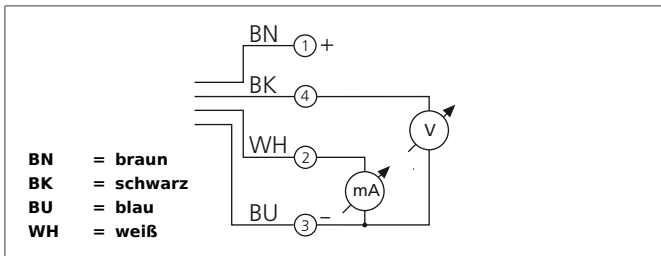 BN 1 +
BK 4
V
WH 2
mA
BU 3 −
BN = braun
BK = schwarz
BU = blau
WH = weiß